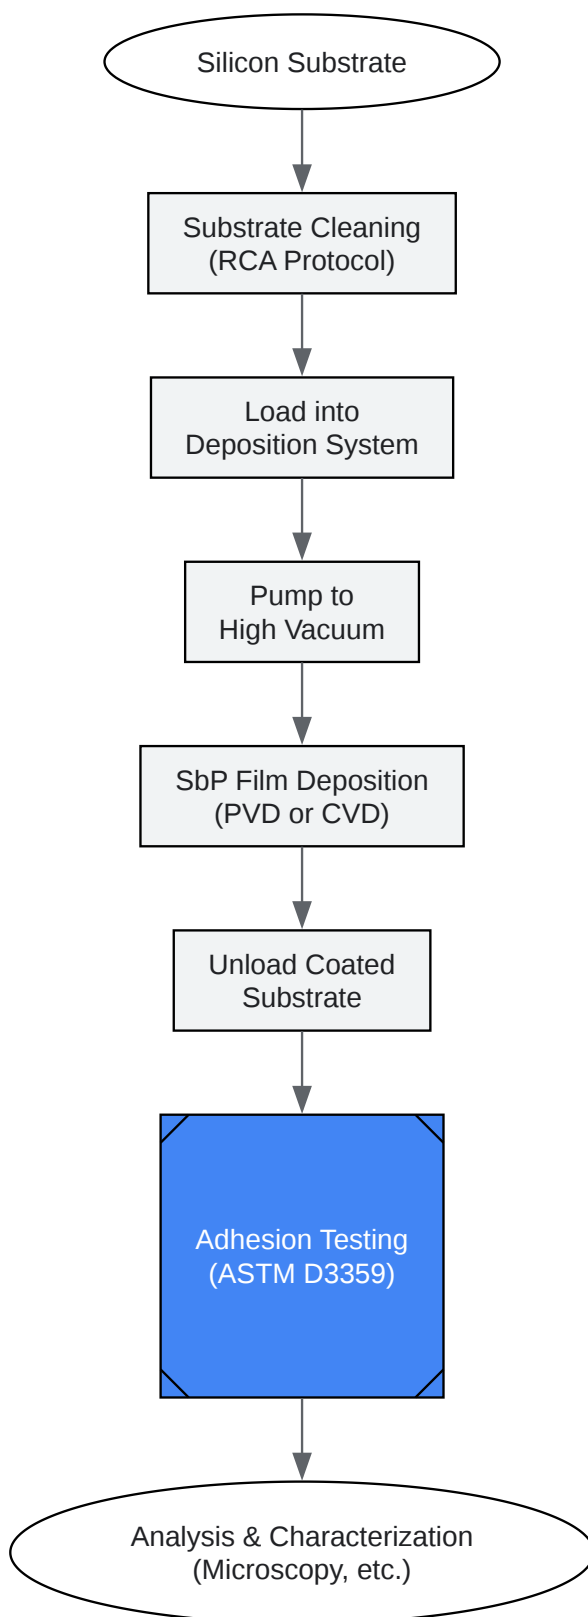 Silicon Substrate
Substrate Cleaning
(RCA Protocol)
Load into
Deposition System
Pump to
High Vacuum
SbP Film Deposition
(PVD or CVD)
Unload Coated
Substrate
Adhesion Testing
(ASTM D3359)
Analysis & Characterization
(Microscopy, etc.)